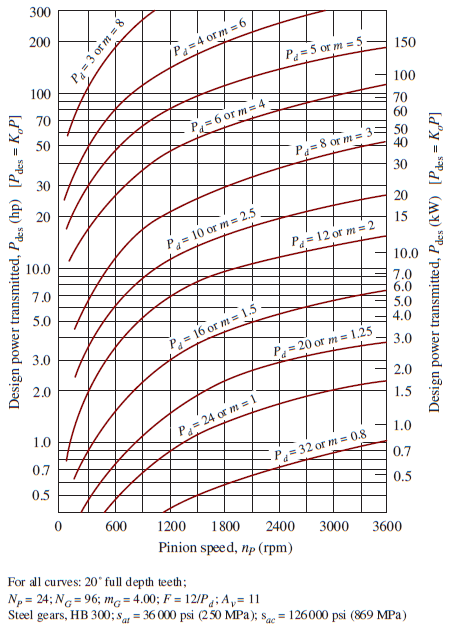 Design power transmitted, P_des (hp) [P_des = K_o P]
300
200
100
70
50
30
20
10.0
7.0
5.0
3.0
2.0
1.0
0.7
0.5
P_d = 3 or m = 8
P_d = 4 or m = 6
P_d = 5 or m = 5
P_d = 6 or m = 4
P_d = 8 or m = 3
P_d = 10 or m = 2.5
P_d = 12 or m = 2
P_d = 16 or m = 1.5
P_d = 20 or m = 1.25
P_d = 24 or m = 1
P_d = 32 or m = 0.8
150
100
70
60
50
40
30
20
15
10.0
7.0
6.0
5.0
4.0
3.0
2.0
1.5
1.0
0.7
0.5
Design power transmitted, P_des (kW) [P_des = K_o P]
0 600 1200 1800 2400 3000 3600
Pinion speed, n_P (rpm)
For all curves: 20° full depth teeth;
N_P = 24; N_G = 96; m_G = 4.00; F = 12/P_d; A_v = 11
Steel gears, HB 300; s_at = 36 000 psi (250 MPa); s_ac = 126 000 psi (869 MPa)